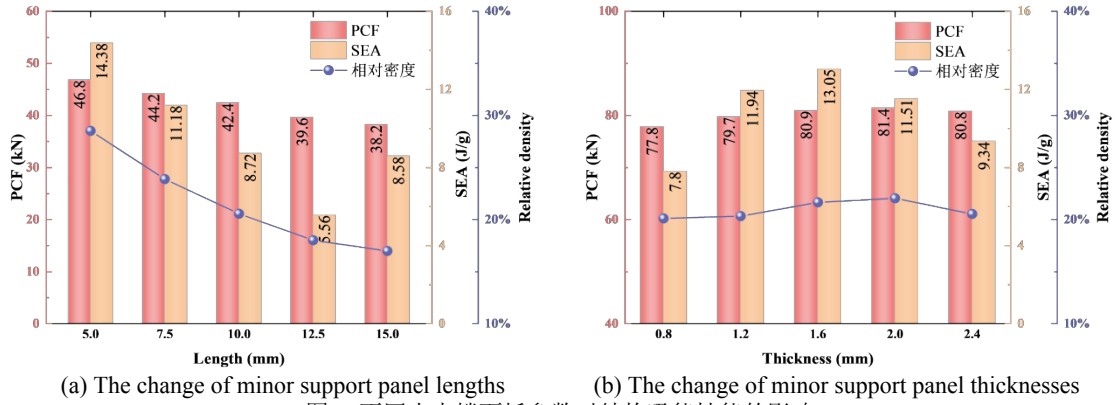 60
50
40
30
20
10
0
PCF (kN)
46.8
14.38
44.2
11.18
42.4
8.72
39.6
5.56
38.2
8.58
PCF
SEA
相对密度
16
12
8
4
0
SEA (J/g)
40%
30%
20%
10%
Relative density
5.0 7.5 10.0 12.5 15.0
Length (mm)
(a) The change of minor support panel lengths
100
80
60
40
PCF (kN)
77.8
7.8
79.7
11.94
80.9
13.05
81.4
11.51
80.8
9.34
PCF
SEA
相对密度
16
12
8
4
0
SEA (J/g)
40%
30%
20%
10%
Relative density
0.8 1.2 1.6 2.0 2.4
Thickness (mm)
(b) The change of minor support panel thicknesses